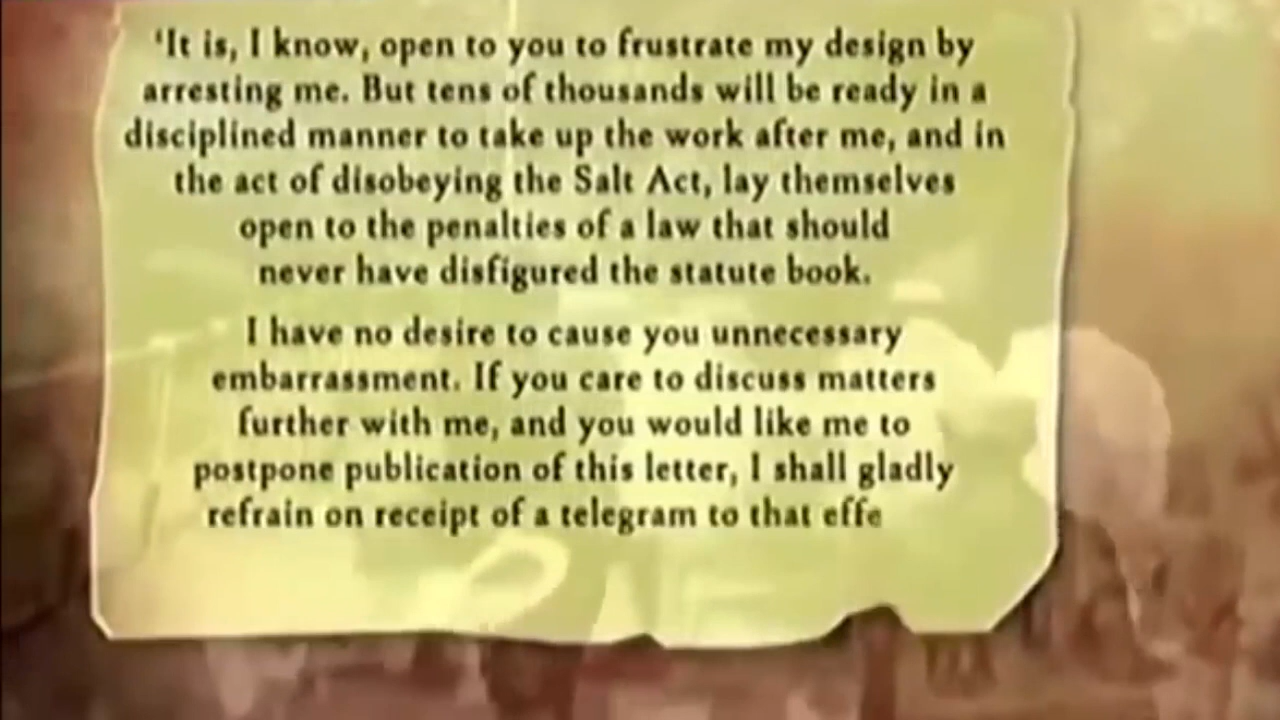 ‘It is, I know, open to you to frustrate my design by
arresting me. But tens of thousands will be ready in a
disciplined manner to take up the work after me, and in
the act of disobeying the Salt Act, lay themselves
open to the penalties of a law that should
never have disfigured the statute book.
I have no desire to cause you unnecessary
embarrassment. If you care to discuss matters
further with me, and you would like me to
postpone publication of this letter, I shall gladly
refrain on receipt of a telegram to that effe